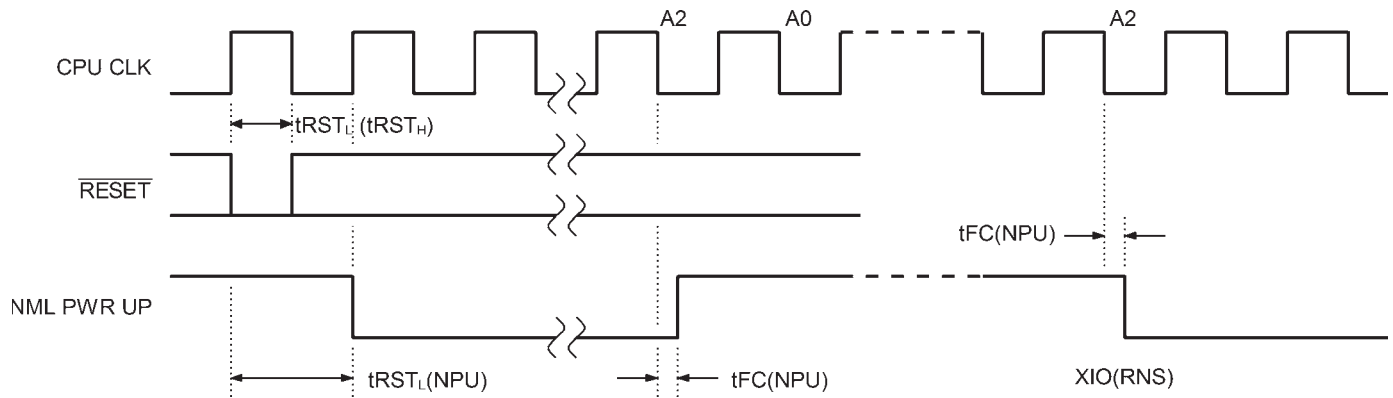 A2 A0 A2
CPU CLK
tRSTL (tRSTH)
RESET
tFC(NPU)
NML PWR UP
tRSTL(NPU) tFC(NPU) XIO(RNS)